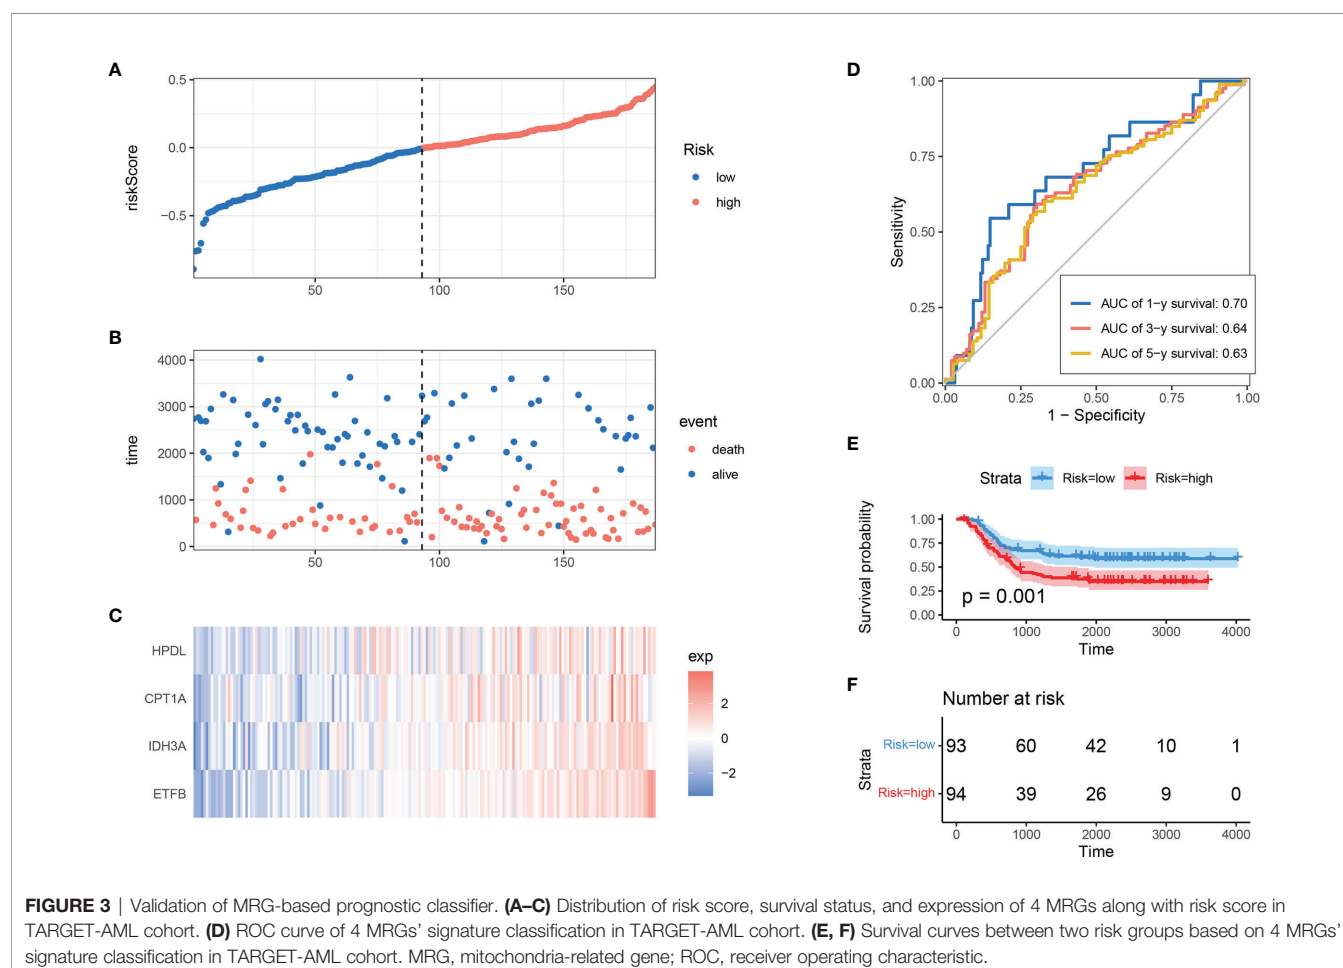 A
0.5
0.0
−0.5
riskScore
50
100
150
Risk
low
high
B
4000
3000
2000
1000
0
time
50
100
150
event
death
alive
C
HPDL
CPT1A
IDH3A
ETFB
exp
2
0
−2
D
1.00
0.75
0.50
0.25
0.00
Sensitivity
AUC of 1−y survival: 0.70
AUC of 3−y survival: 0.64
AUC of 5−y survival: 0.63
0.00
0.25
0.50
0.75
1.00
1 − Specificity
E
Strata
Risk=low
Risk=high
1.00
0.75
0.50
0.25
0.00
Survival probability
p = 0.001
0
1000
2000
3000
4000
Time
F
Number at risk
Strata
Risk=low
93 60 42 10 1
Risk=high
94 39 26 9 0
0
1000
2000
3000
4000
Time
FIGURE 3 | Validation of MRG-based prognostic classifier. (A–C) Distribution of risk score, survival status, and expression of 4 MRGs along with risk score in
TARGET-AML cohort. (D) ROC curve of 4 MRGs’ signature classification in TARGET-AML cohort. (E, F) Survival curves between two risk groups based on 4 MRGs’
signature classification in TARGET-AML cohort. MRG, mitochondria-related gene; ROC, receiver operating characteristic.